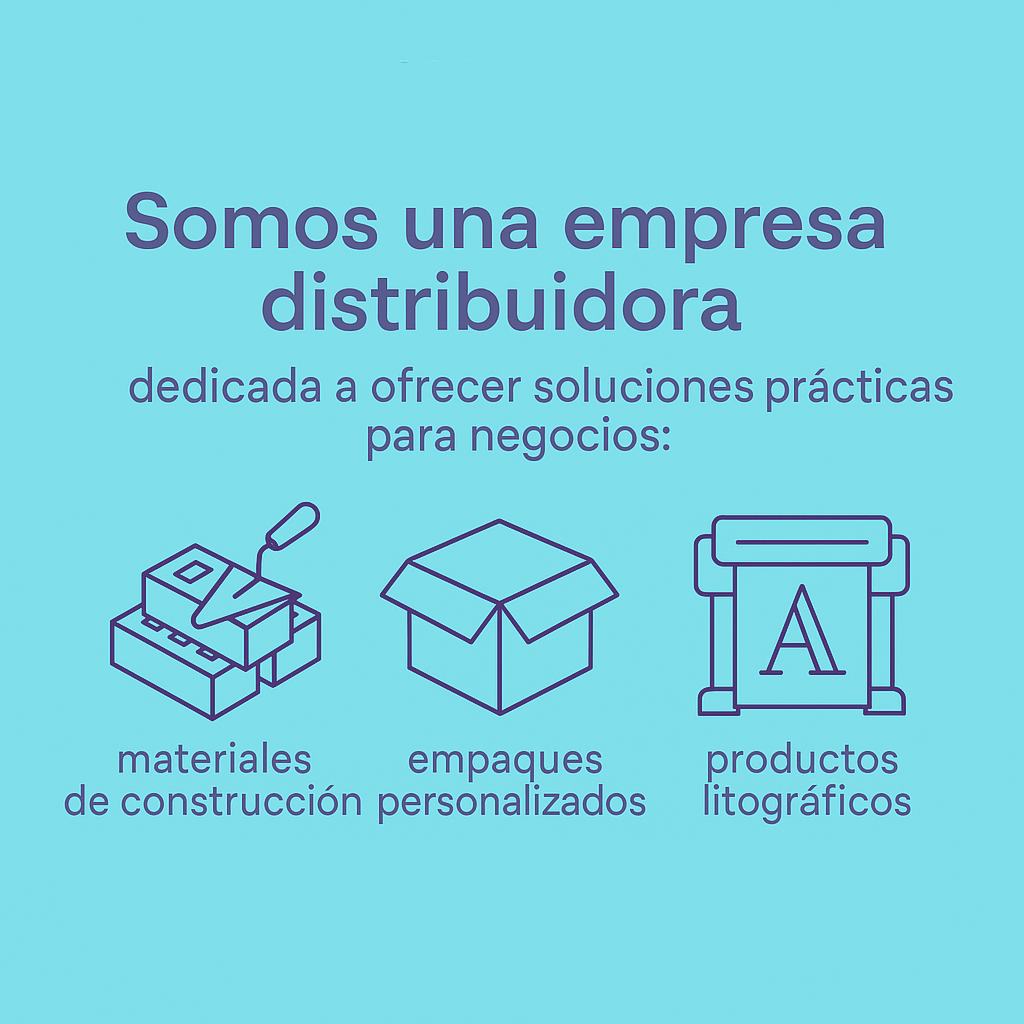 Somos una empresa
distribuidora
dedicada a ofrecer soluciones prácticas
para negocios:
A
materiales
de construcción
empaques
personalizados
productos
litográficos